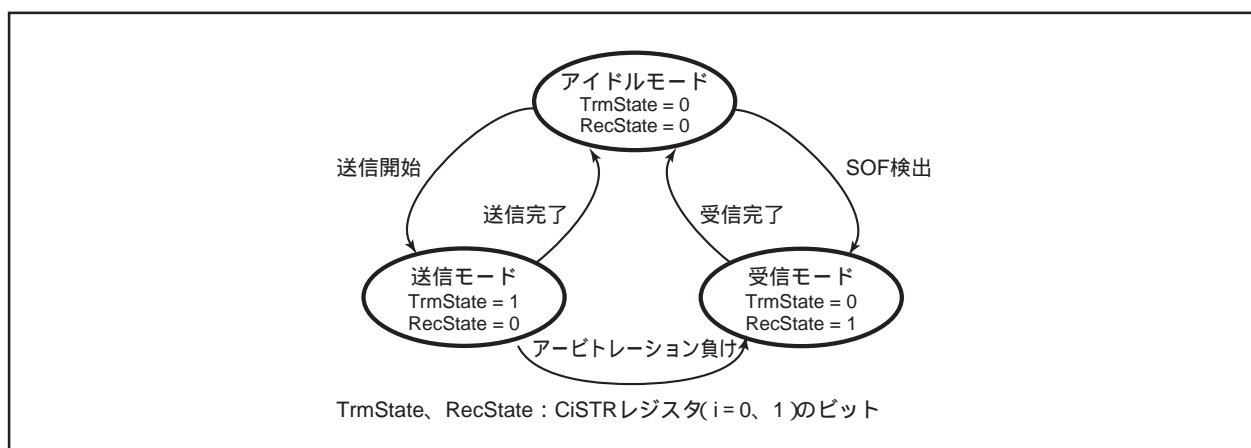 アイドルモード
TrmState = 0
RecState = 0
送信開始
SOF検出
送信完了
受信完了
送信モード
TrmState = 1
RecState = 0
受信モード
TrmState = 0
RecState = 1
アービトレーション負け
TrmState、RecState : CiSTRレジスタ( i = 0、1 )のビット